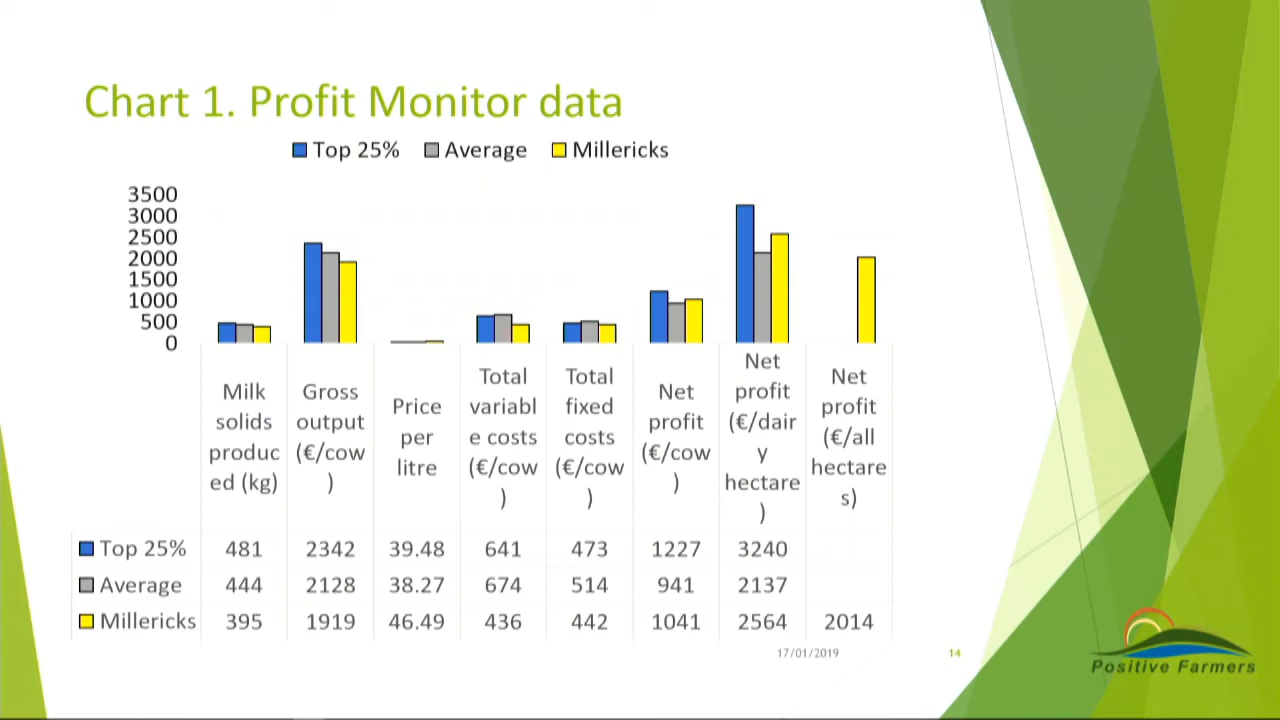 Chart 1. Profit Monitor data
Top 25% Average Millericks
3500
3000
2500
2000
1500
1000
500
0
Milk
solids
produc
ed (kg)
Gross
output
(€/cow
)
Price
per
litre
Total
variabl
e costs
(€/cow
)
Total
fixed
costs
(€/cow
)
Net
profit
(€/cow
)
Net
profit
(€/dair
y
hectare
)
Net
profit
(€/all
hectare
s)
Top 25% 481 2342 39.48 641 473 1227 3240
Average 444 2128 38.27 674 514 941 2137
Millericks 395 1919 46.49 436 442 1041 2564 2014
17/01/2019 14
Positive Farmers